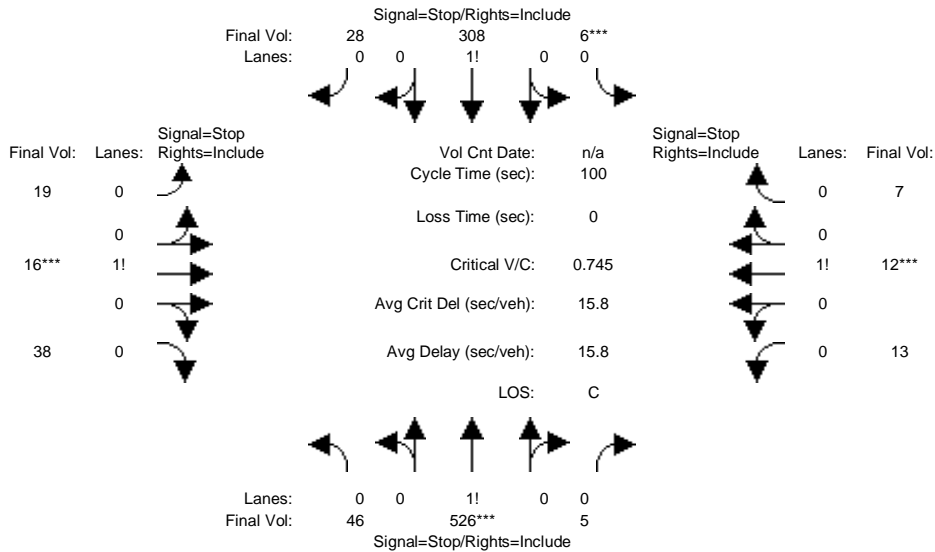 Signal=Stop/Rights=Include
Final Vol: 28 308 6***
Lanes: 0 0 1! 0 0
Signal=Stop Signal=Stop
Final Vol: Lanes: Rights=Include Vol Cnt Date: n/a Rights=Include Lanes: Final Vol:
Cycle Time (sec): 100
19 0 0 7
Loss Time (sec): 0
0 0
16*** 1! Critical V/C: 0.745 1! 12***
0 Avg Crit Del (sec/veh): 15.8 0
38 0 Avg Delay (sec/veh): 15.8 0 13
LOS: C
Lanes: 0 0 1! 0 0
Final Vol: 46 526*** 5
Signal=Stop/Rights=Include